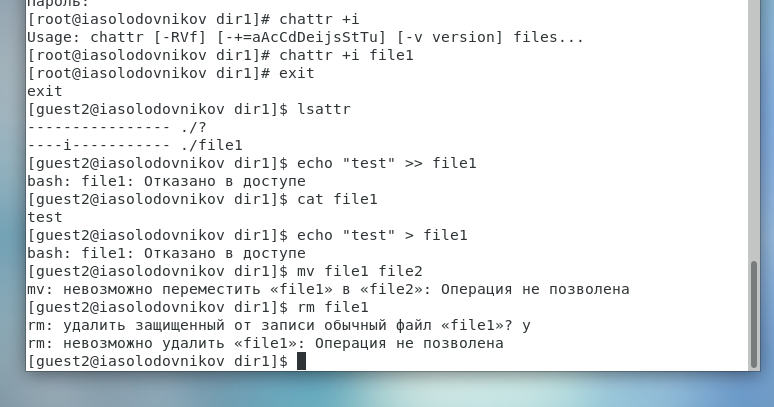 Пароль:
[root@iasolodovnikov dir1]# chattr +i
Usage: chattr [-RVf] [-+=aAcCdDeijsStTu] [-v version] files...
[root@iasolodovnikov dir1]# chattr +i file1
[root@iasolodovnikov dir1]# exit
exit
[guest2@iasolodovnikov dir1]$ lsattr
---------------- ./?
----i----------- ./file1
[guest2@iasolodovnikov dir1]$ echo "test" >> file1
bash: file1: Отказано в доступе
[guest2@iasolodovnikov dir1]$ cat file1
test
[guest2@iasolodovnikov dir1]$ echo "test" > file1
bash: file1: Отказано в доступе
[guest2@iasolodovnikov dir1]$ mv file1 file2
mv: невозможно переместить «file1» в «file2»: Операция не позволена
[guest2@iasolodovnikov dir1]$ rm file1
rm: удалить защищенный от записи обычный файл «file1»? y
rm: невозможно удалить «file1»: Операция не позволена
[guest2@iasolodovnikov dir1]$